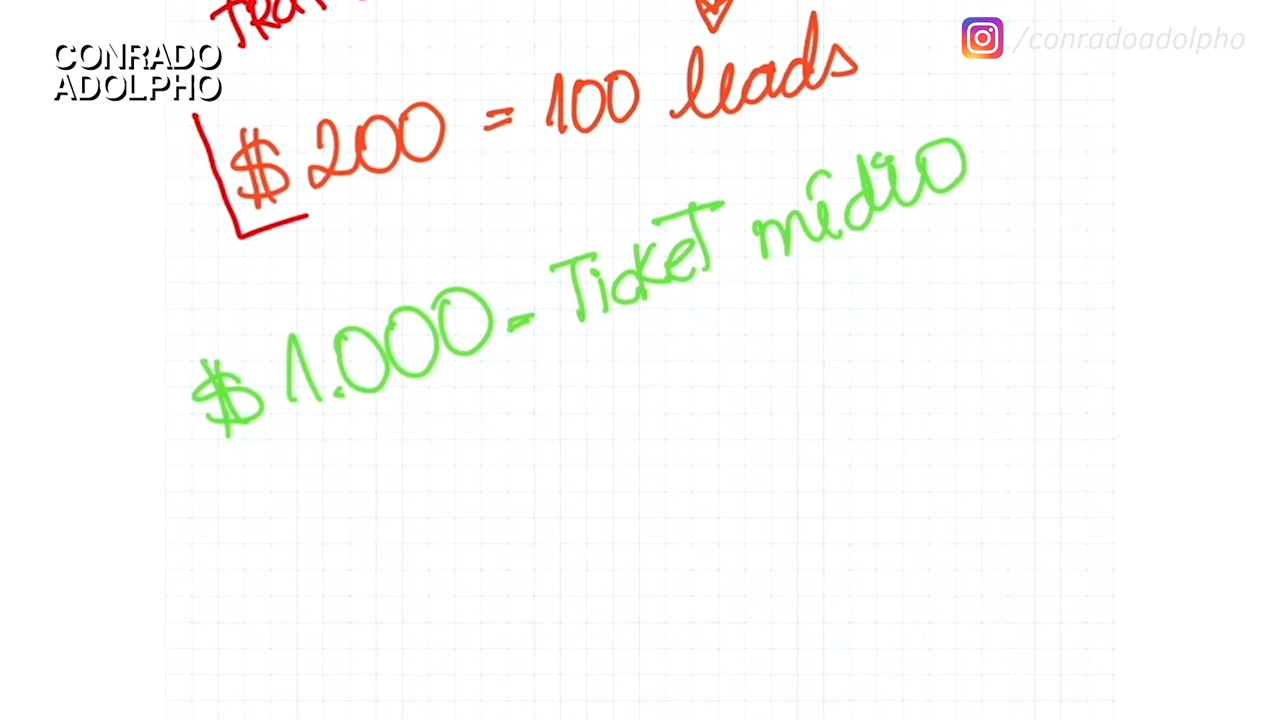 CONRADO
ADOLPHO
/conradoadolpho
$ 200 = 100 leads
$ 1.000 - Ticket médio